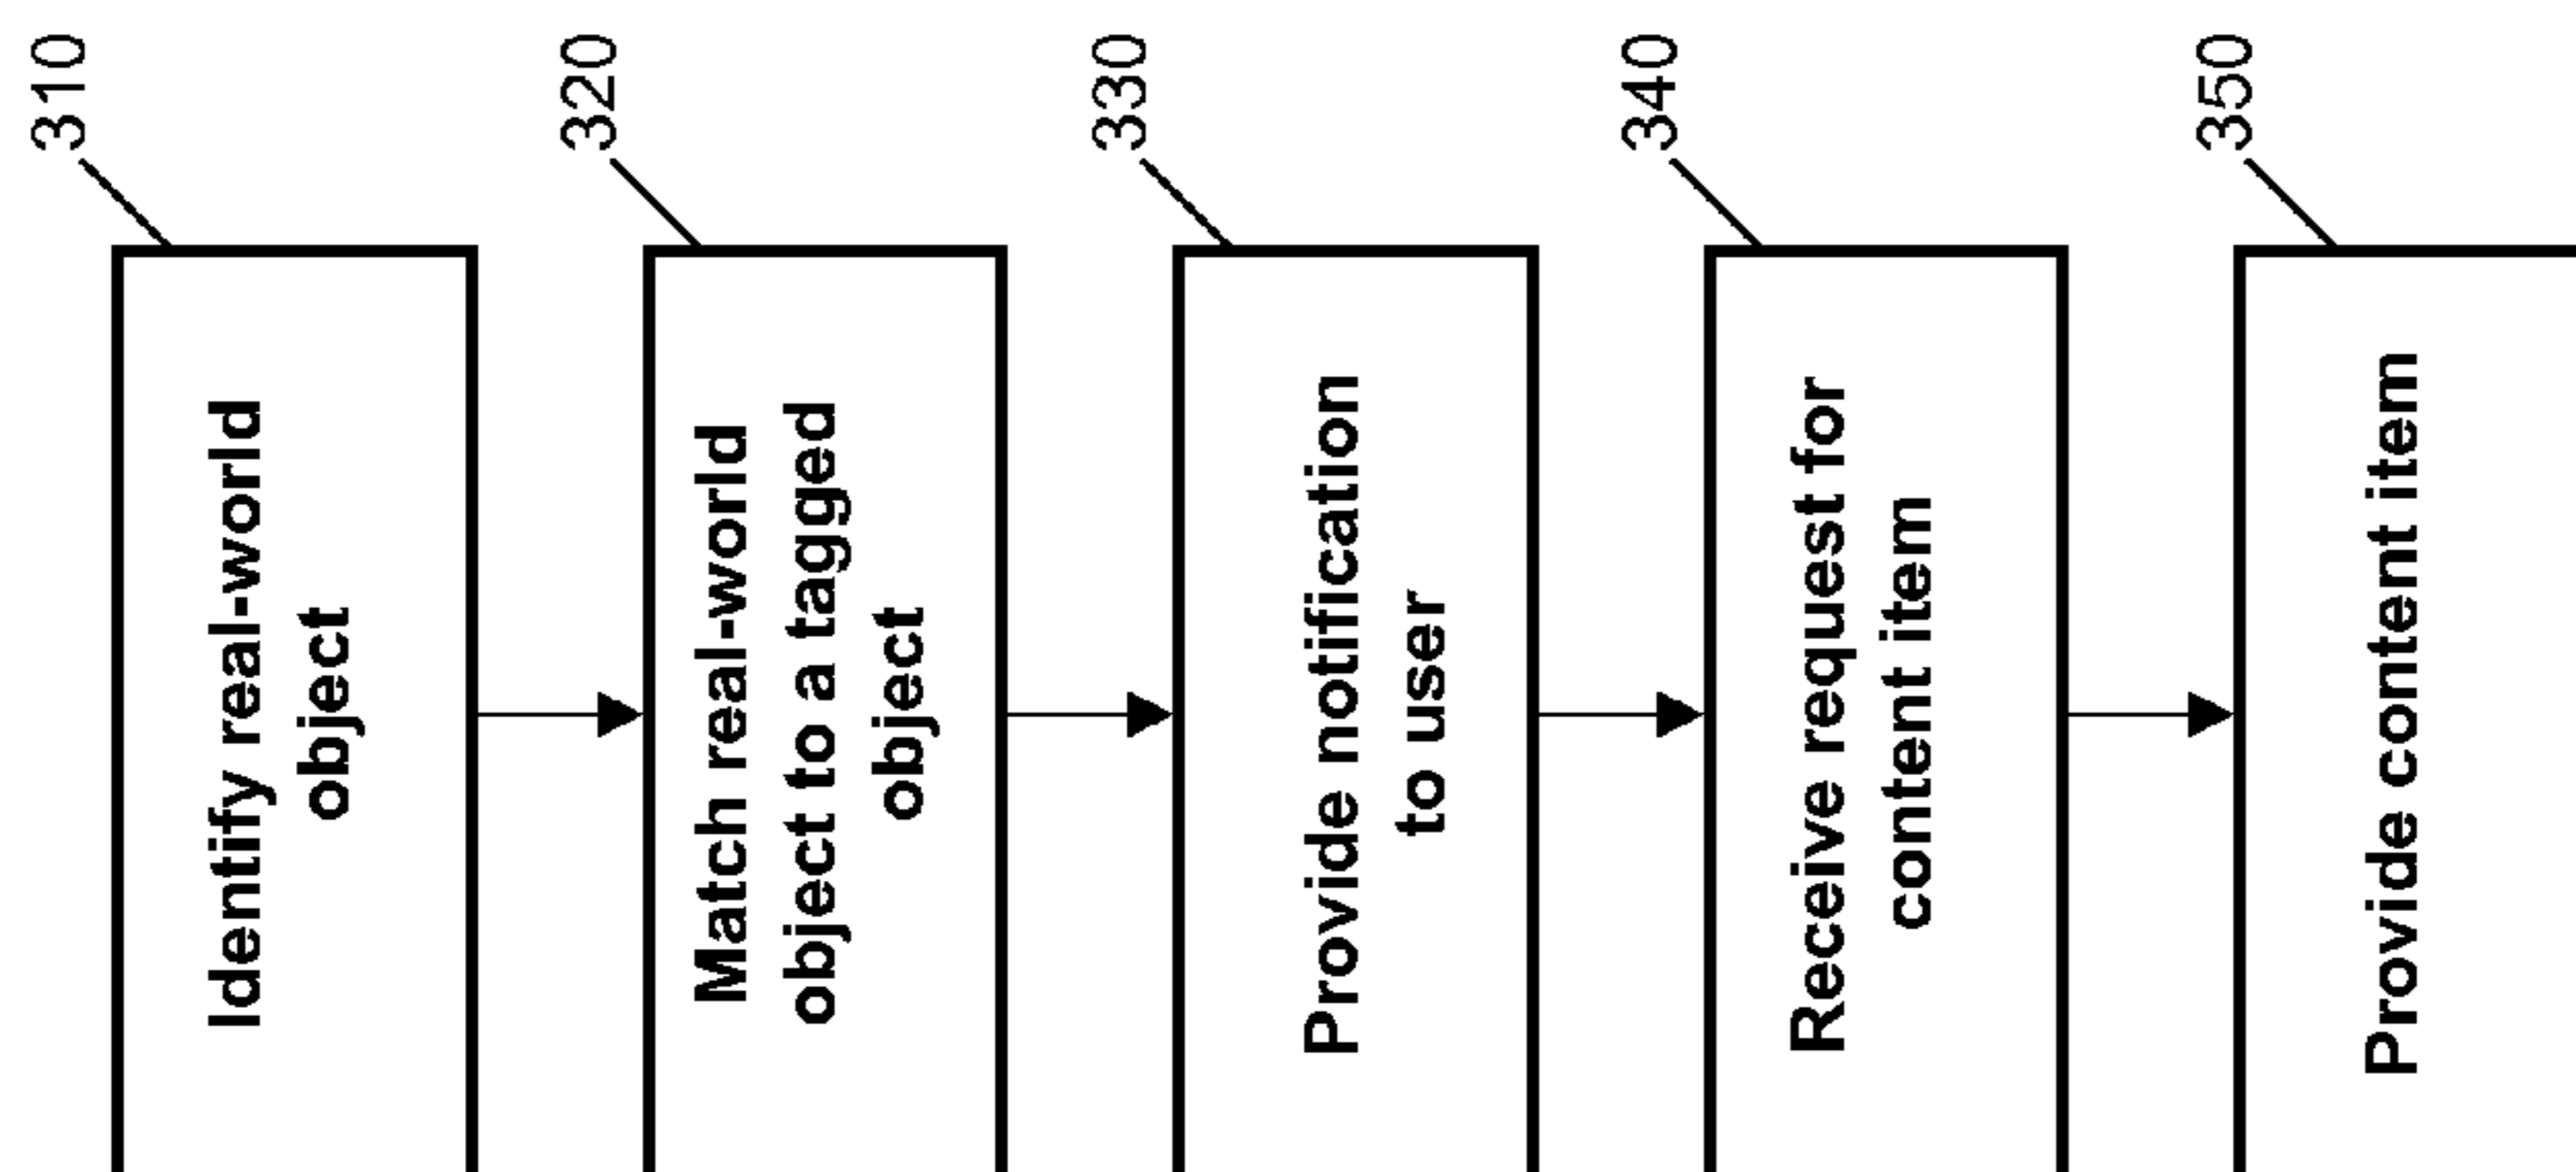 310
Identify real-world
object
320
Match real-world
object to a tagged
object
330
Provide notification
to user
340
Receive request for
content item
350
Provide content item